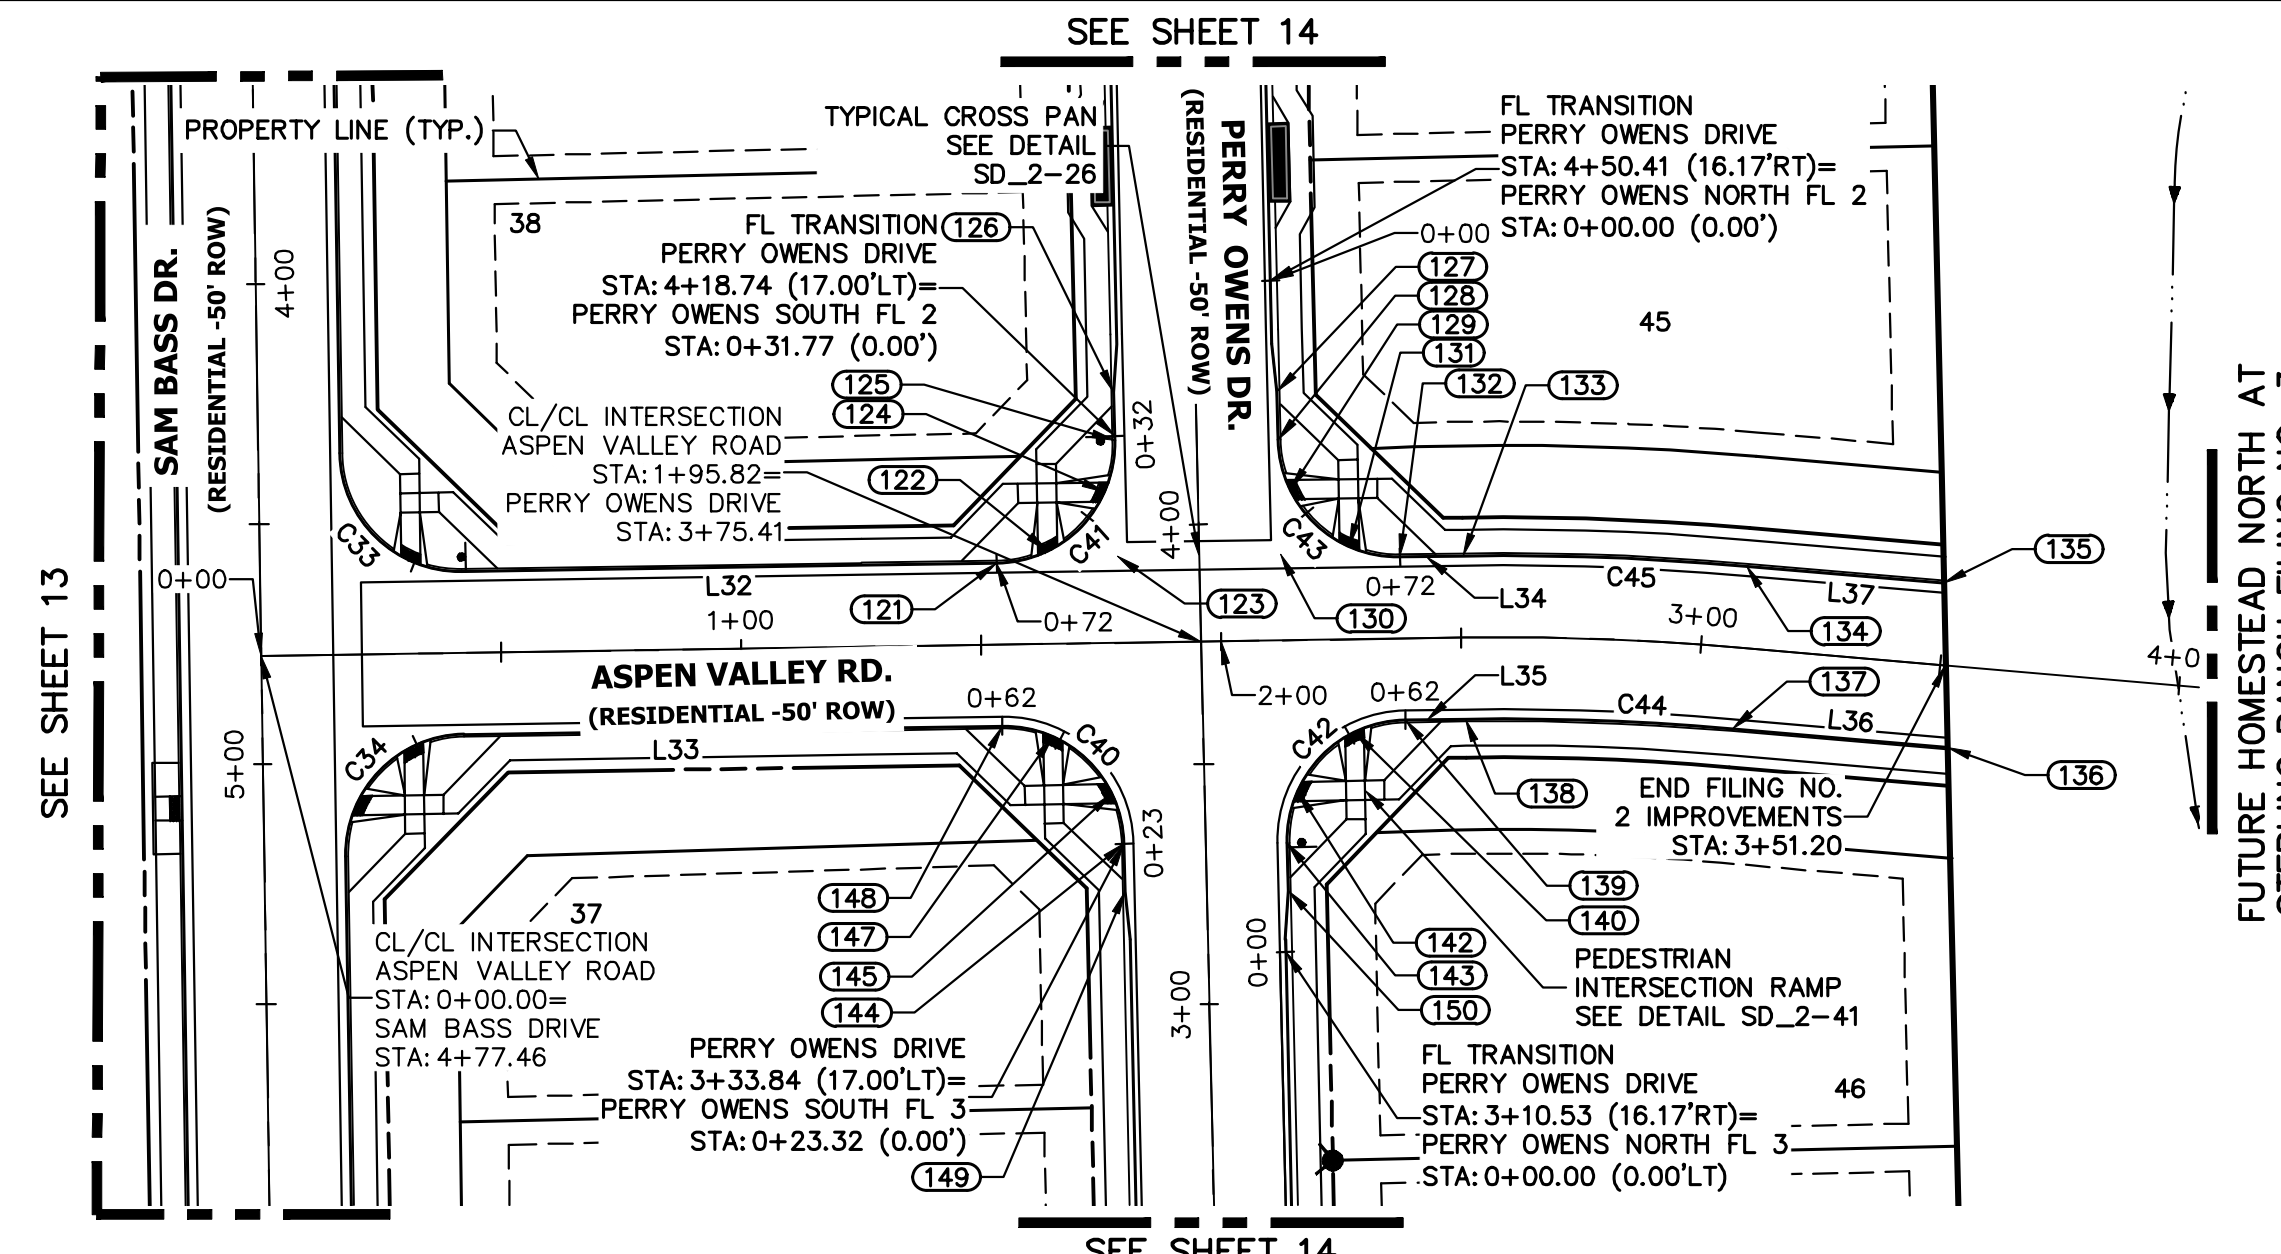 SEE SHEET 14
PROPERTY LINE (TYP.)
TYPICAL CROSS PAN
SEE DETAIL
SD_2-26
(RESIDENTIAL -50' ROW)
PERRY OWENS DR.
FL TRANSITION
PERRY OWENS DRIVE
STA: 4+50.41 (16.17'RT)=
PERRY OWENS NORTH FL 2
STA: 0+00.00 (0.00')
0+00
38
FL TRANSITION
PERRY OWENS DRIVE
STA: 4+18.74 (17.00'LT)=
PERRY OWENS SOUTH FL 2
STA: 0+31.77 (0.00')
126
125
124
127
128
129
131
132
133
45
SAM BASS DR.
(RESIDENTIAL -50' ROW)
4+00
CL/CL INTERSECTION
ASPEN VALLEY ROAD
STA: 1+95.82=
PERRY OWENS DRIVE
STA: 3+75.41
122
0+32
4+00
C33
C41
C43
135
SEE SHEET 13
0+00
L32
1+00
121
0+72
123
130
0+72
L34
C45
L37
3+00
134
4+0
FUTURE HOMESTEAD NORTH AT
ASPEN VALLEY RD.
(RESIDENTIAL -50' ROW)
0+62
2+00
0+62
L35
137
C44
L36
136
5+00
C34
L33
C40
C42
138
END FILING NO.
2 IMPROVEMENTS
STA: 3+51.20
0+23
148
147
145
144
139
140
142
143
150
0+00
3+00
37
CL/CL INTERSECTION
ASPEN VALLEY ROAD
STA: 0+00.00=
SAM BASS DRIVE
STA: 4+77.46
PEDESTRIAN
INTERSECTION RAMP
SEE DETAIL SD_2-41
PERRY OWENS DRIVE
STA: 3+33.84 (17.00'LT)=
PERRY OWENS SOUTH FL 3
STA: 0+23.32 (0.00')
149
FL TRANSITION
PERRY OWENS DRIVE
STA: 3+10.53 (16.17'RT)=
PERRY OWENS NORTH FL 3
STA: 0+00.00 (0.00'LT)
46
SEE SHEET 14